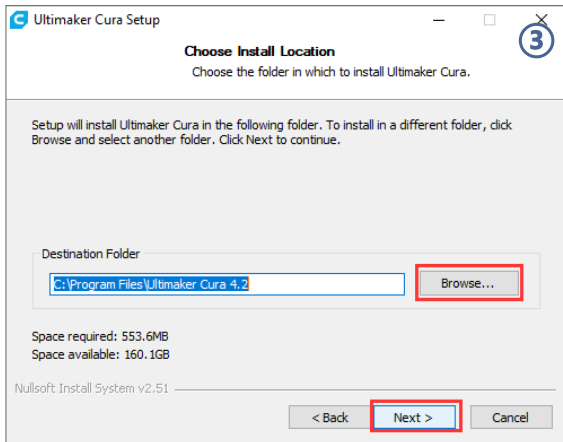 Ultimaker Cura Setup
③
Choose Install Location
Choose the folder in which to install Ultimaker Cura.
Setup will install Ultimaker Cura in the following folder. To install in a different folder, click
Browse and select another folder. Click Next to continue.
Destination Folder
C:\Program Files\Ultimaker Cura 4.2
Browse...
Space required: 553.6MB
Space available: 160.1GB
Nullsoft Install System v2.51
< Back Next > Cancel